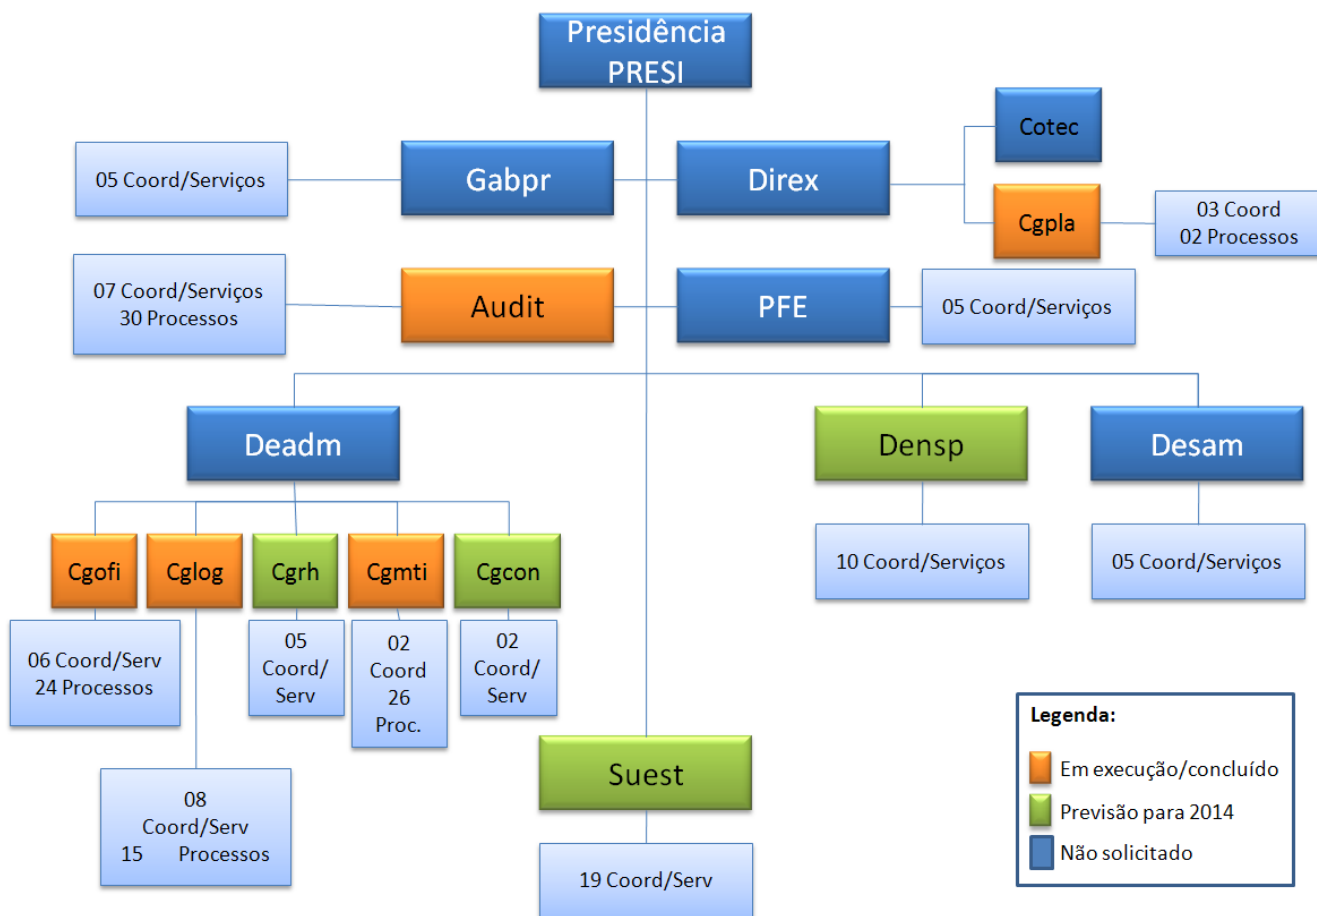 Presidência
PRESI
Cotec
05 Coord/Serviços
Gabpr
Direx
Cgpla
03 Coord
02 Processos
07 Coord/Serviços
30 Processos
Audit
PFE
05 Coord/Serviços
Deadm
Densp
Desam
10 Coord/Serviços
05 Coord/Serviços
Cgofi
Cglog
Cgrh
Cgmti
Cgcon
06 Coord/Serv
24 Processos
05
Coord/
Serv
02
Coord
26
Proc.
02
Coord/
Serv
08
Coord/Serv
15 Processos
Suest
19 Coord/Serv
Legenda:
Em execução/concluído
Previsão para 2014
Não solicitado